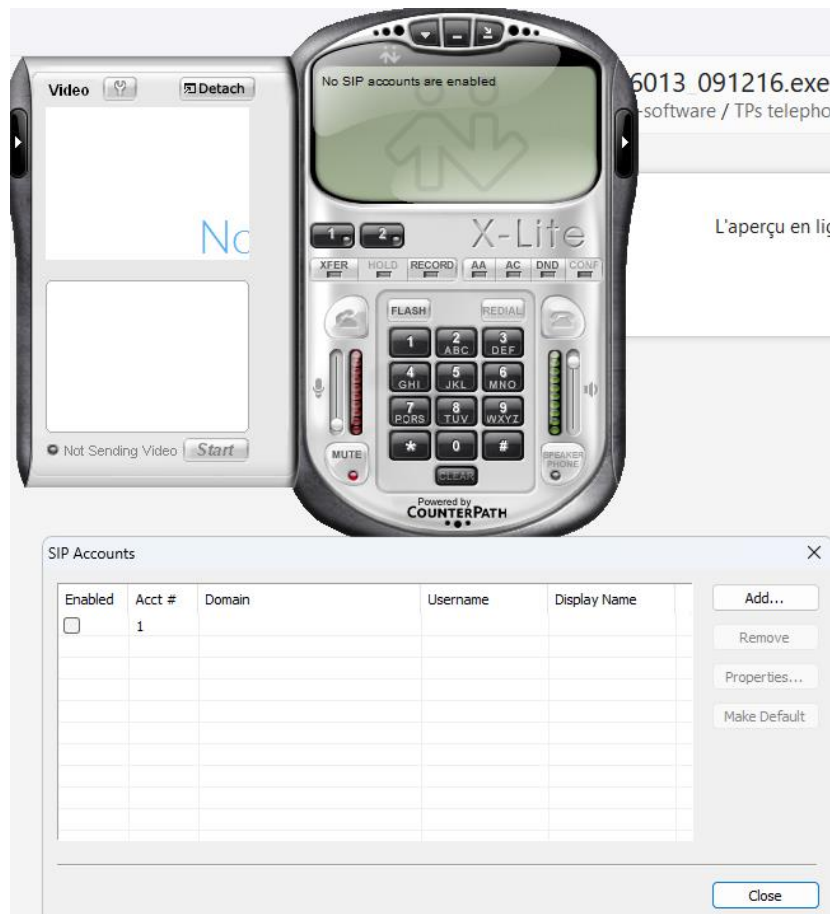 6013_091216.exe
-software / TPs telepho
L'aperçu en lig
Video
Detach
No
Not Sending Video
Start
No SIP accounts are enabled
X-Lite
1
2
XFER HOLD RECORD AA AC DND CONF
FLASH
REDIAL
1
2 ABC
3 DEF
4 GHI
5 JKL
6 MNO
7 PQRS
8 TUV
9 WXYZ
*
0
#
MUTE
SPEAKER
PHONE
CLEAR
Powered by
COUNTERPATH
SIP Accounts
Enabled Acct # Domain Username Display Name
1
Add...
Remove
Properties...
Make Default
Close